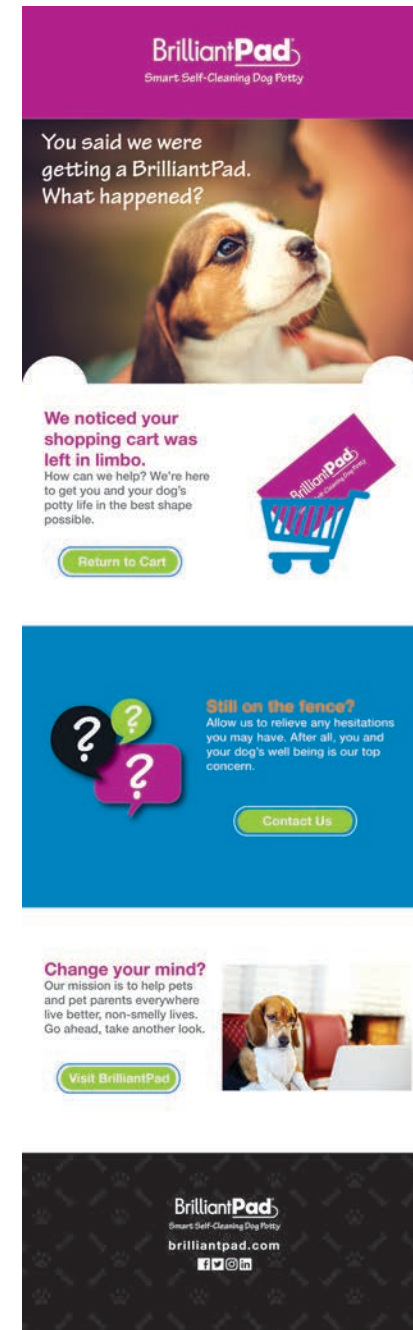 BrilliantPad
Smart Self-Cleaning Dog Potty
You said we were
getting a BrilliantPad.
What happened?
We noticed your
shopping cart was
left in limbo.
How can we help? We're here
to get you and your dog's
potty life in the best shape
possible.
Return to Cart
BrilliantPad
Self-Cleaning Dog Potty
? ? ?
Still on the fence?
Allow us to relieve any hesitations
you may have. After all, you and
your dog's well being is our top
concern.
Contact Us
Change your mind?
Our mission is to help pets
and pet parents everywhere
live better, non-smelly lives.
Go ahead, take another look.
Visit BrilliantPad
BrilliantPad
Smart Self-Cleaning Dog Potty
brilliantpad.com
f in